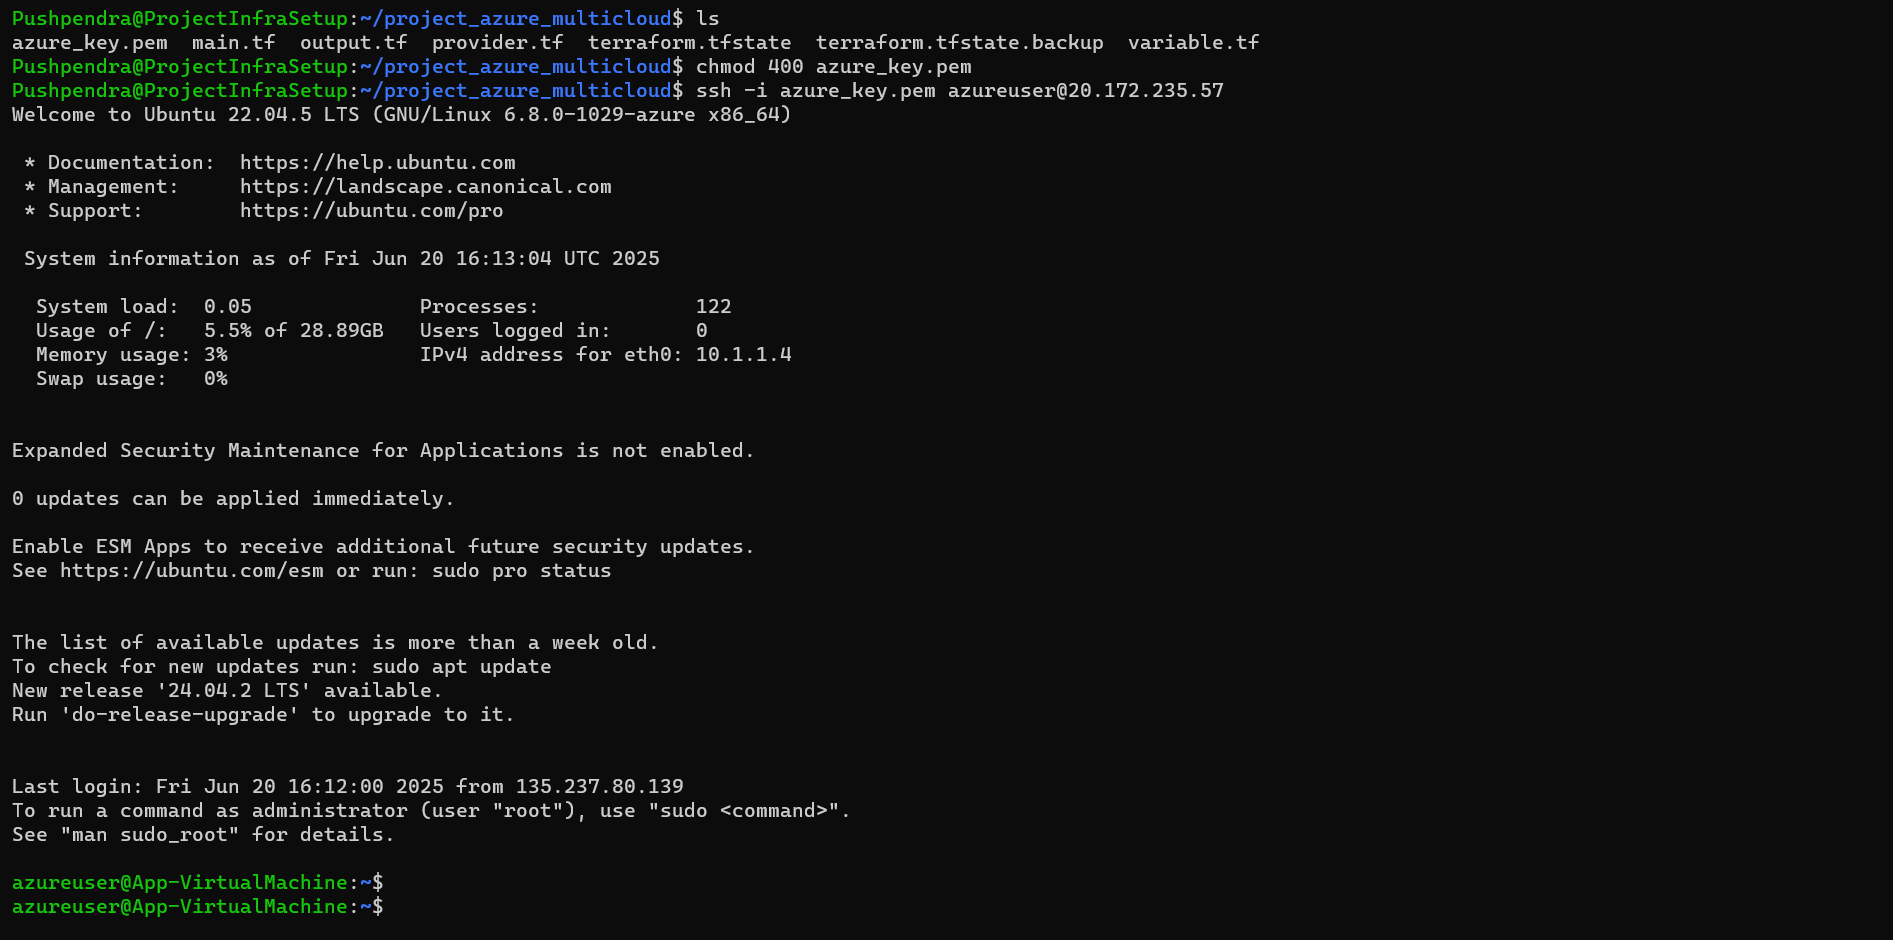 Pushpendra@ProjectInfraSetup:~/project_azure_multicloud$ ls
azure_key.pem  main.tf  output.tf  provider.tf  terraform.tfstate  terraform.tfstate.backup  variable.tf
Pushpendra@ProjectInfraSetup:~/project_azure_multicloud$ chmod 400 azure_key.pem
Pushpendra@ProjectInfraSetup:~/project_azure_multicloud$ ssh -i azure_key.pem azureuser@20.172.235.57
Welcome to Ubuntu 22.04.5 LTS (GNU/Linux 6.8.0-1029-azure x86_64)

 * Documentation:  https://help.ubuntu.com
 * Management:     https://landscape.canonical.com
 * Support:        https://ubuntu.com/pro

 System information as of Fri Jun 20 16:13:04 UTC 2025

  System load:  0.05              Processes:             122
  Usage of /:   5.5% of 28.89GB   Users logged in:       0
  Memory usage: 3%                IPv4 address for eth0: 10.1.1.4
  Swap usage:   0%


Expanded Security Maintenance for Applications is not enabled.

0 updates can be applied immediately.

Enable ESM Apps to receive additional future security updates.
See https://ubuntu.com/esm or run: sudo pro status


The list of available updates is more than a week old.
To check for new updates run: sudo apt update
New release '24.04.2 LTS' available.
Run 'do-release-upgrade' to upgrade to it.


Last login: Fri Jun 20 16:12:00 2025 from 135.237.80.139
To run a command as administrator (user "root"), use "sudo <command>".
See "man sudo_root" for details.

azureuser@App-VirtualMachine:~$
azureuser@App-VirtualMachine:~$